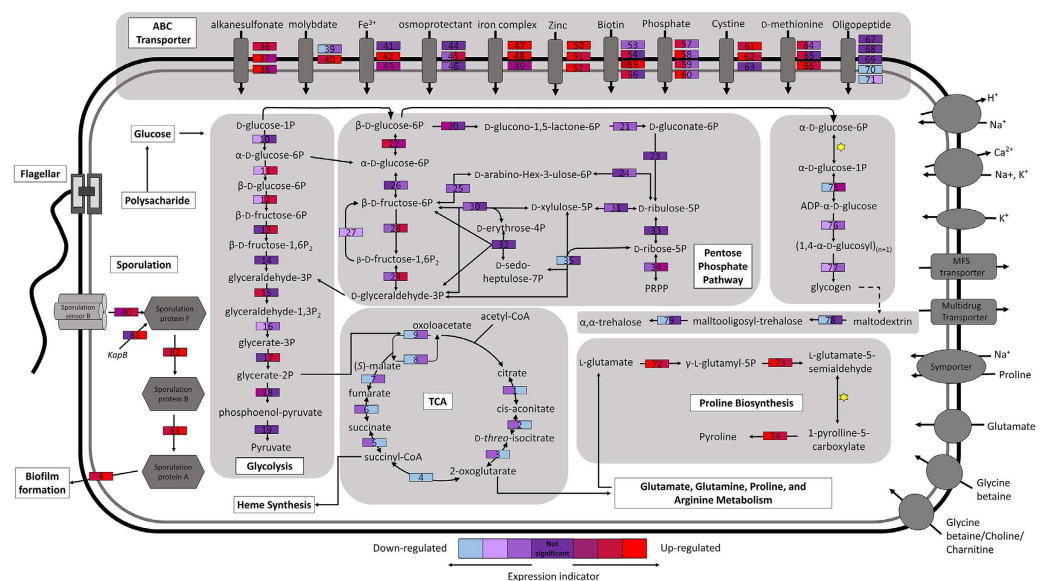 ABC
Transporter
alkanesulfonate
molybdate
Fe³⁺
osmoprotectant
iron complex
Zinc
Biotin
Phosphate
Cystine
D-methionine
Oligopeptide
36
37
38
39
40
41
42
43
44
45
46
47
48
49
50
51
52
53
54
55
56
57
58
59
60
61
62
63
64
65
66
67
68
69
70
71
Flagellar
Glucose
Polysacharide
Sporulation
Sporulation
sensor B
80
81
KapB
Sporulation
protein F
82
Sporulation
protein B
83
Sporulation
protein A
Biofilm
formation
D-glucose-1P
10
α-D-glucose-6P
11
β-D-glucose-6P
12
β-D-fructose-6P
13
β-D-fructose-1,6P₂
14
glyceraldehyde-3P
15
glyceraldehyde-1,3P₂
16
glycerate-3P
17
glycerate-2P
18
phosphoenol-pyruvate
19
Pyruvate
Glycolysis
β-D-glucose-6P
20
D-glucono-1,5-lactone-6P
21
D-gluconate-6P
α-D-glucose-6P
26
β-D-fructose-6P
27
β-D-fructose-1,6P₂
29
D-glyceraldehyde-3P
23
D-arabino-Hex-3-ulose-6P
24
25
30
D-xylulose-5P
31
D-ribulose-5P
D-erythrose-4P
32
33
D-sedo-
heptulose-7P
35
D-ribose-5P
34
PRPP
Pentose
Phosphate
Pathway
α-D-glucose-6P
α-D-glucose-1P
75
ADP-α-D-glucose
76
(1,4-α-D-glucosyl)₍ₙ₊₁₎
77
glycogen
α,α-trehalose
79
malltooligosyl-trehalose
78
maltodextrin
acetyl-CoA
oxoloacetate
9
8
(S)-malate
7
fumarate
6
succinate
5
succinyl-CoA
4
2-oxoglutarate
3
D-threo-isocitrate
2
cis-aconitate
1
citrate
TCA
Heme Synthesis
L-glutamate
72
γ-L-glutamyl-5P
73
L-glutamate-5-
semialdehyde
Proline Biosynthesis
Pyroline
74
1-pyrolline-5-
carboxylate
Glutamate, Glutamine, Proline, and
Arginine Metabolism
H⁺
Na⁺
Ca²⁺
Na+, K⁺
K⁺
MFS
transporter
Multidrug
Transporter
Symporter
Na⁺
Proline
Glutamate
Glycine
betaine
Glycine
betaine/Choline/
Charnitine
Down-regulated
Not
significant
Up-regulated
Expression indicator